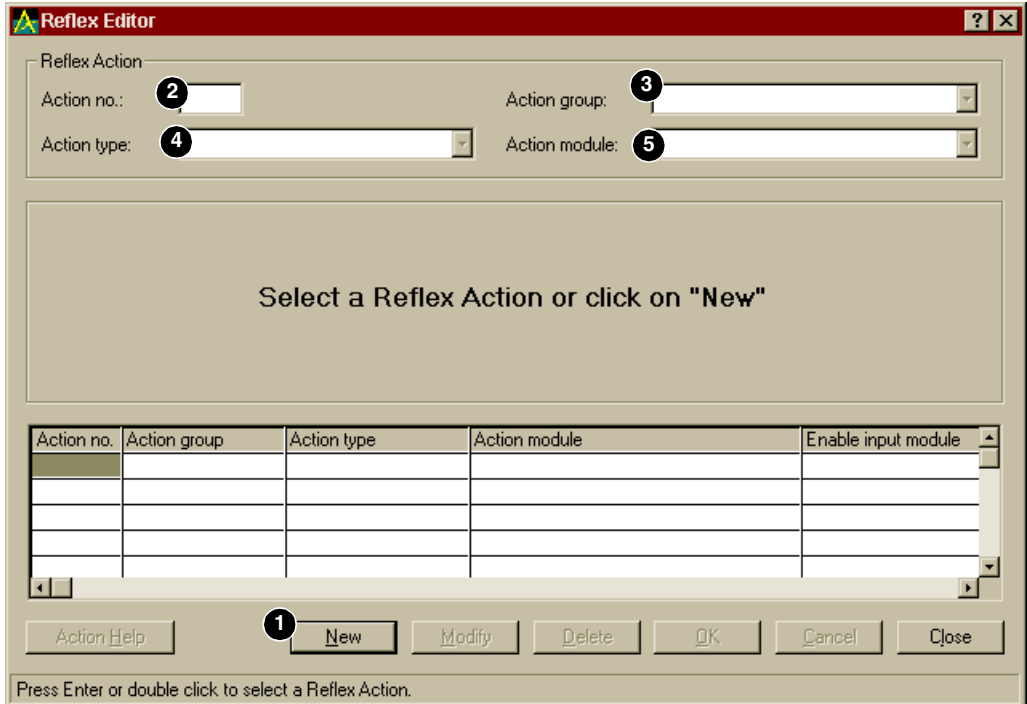 Reflex Editor
Reflex Action
Action no.: 2
Action group: 3
Action type: 4
Action module: 5
Select a Reflex Action or click on "New"
Action no. Action group Action type Action module Enable input module
Action Help 1 New Modify Delete OK Cancel Close
Press Enter or double click to select a Reflex Action.